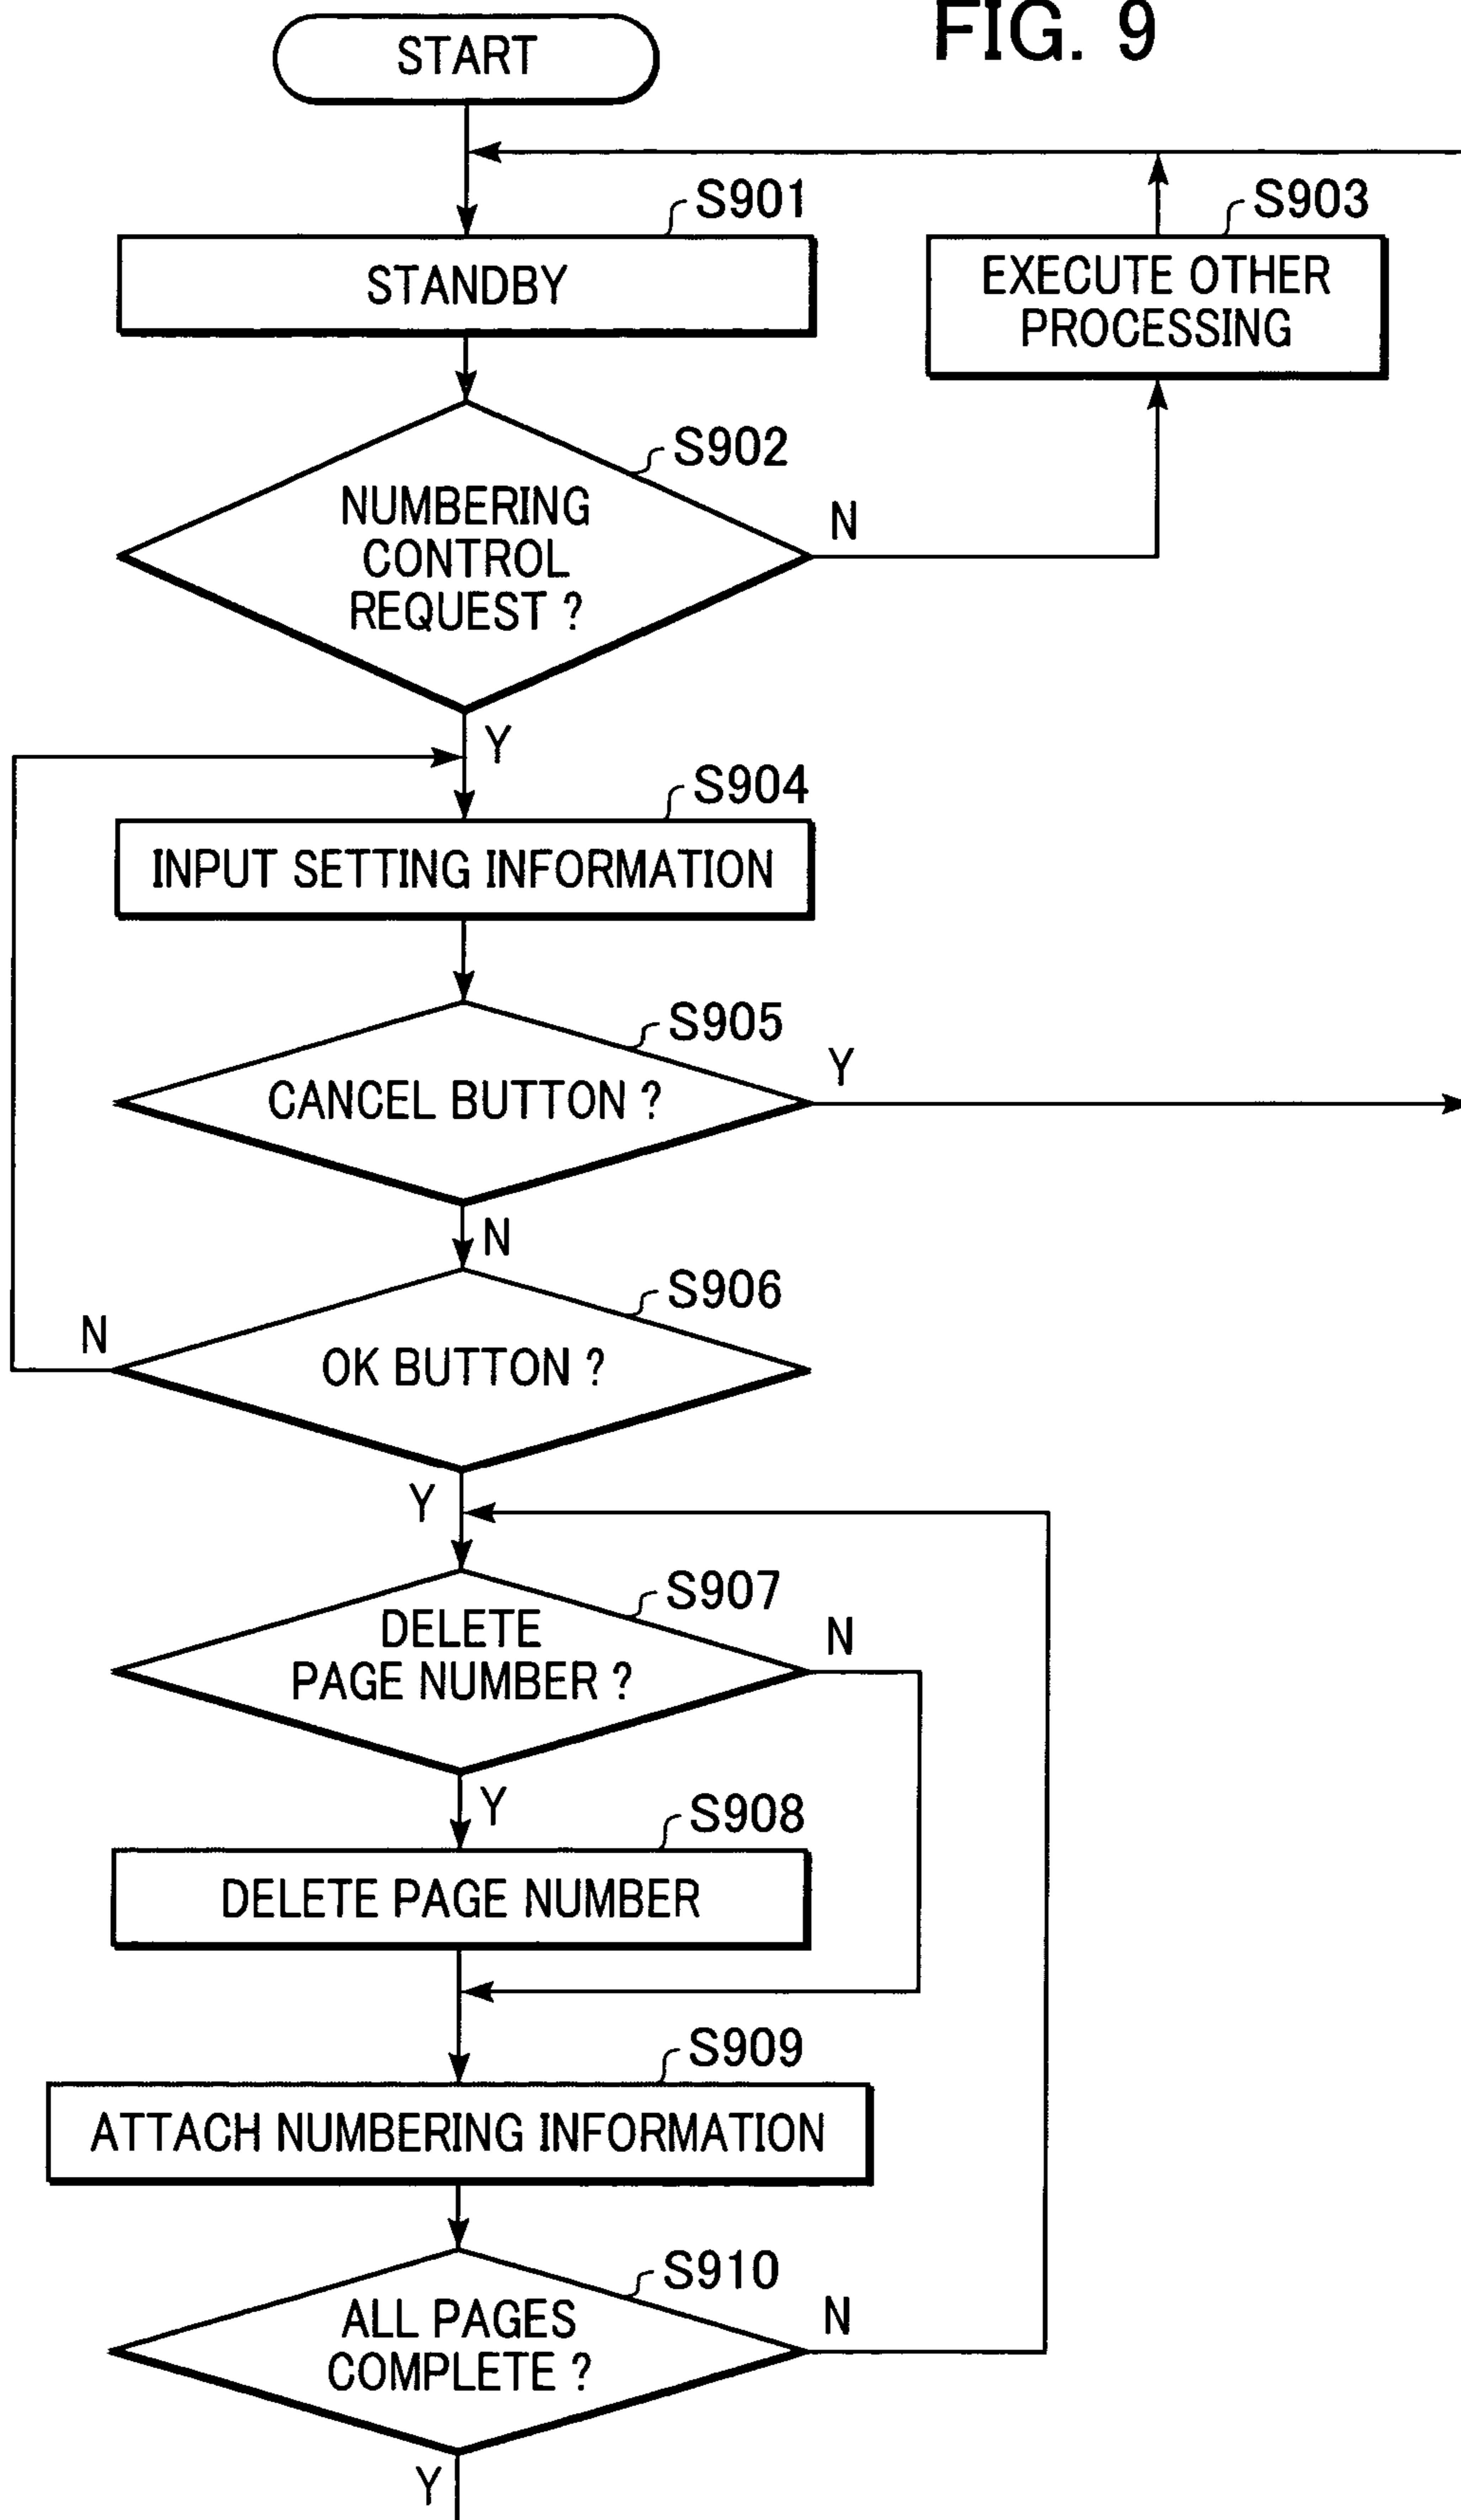 FIG. 9
START
S901
STANDBY
S903
EXECUTE OTHER
PROCESSING
S902
NUMBERING
CONTROL
REQUEST ?
N
Y
S904
INPUT SETTING INFORMATION
S905
CANCEL BUTTON ?
Y
N
S906
OK BUTTON ?
N
Y
S907
DELETE
PAGE NUMBER ?
N
Y
S908
DELETE PAGE NUMBER
S909
ATTACH NUMBERING INFORMATION
S910
ALL PAGES
COMPLETE ?
N
Y